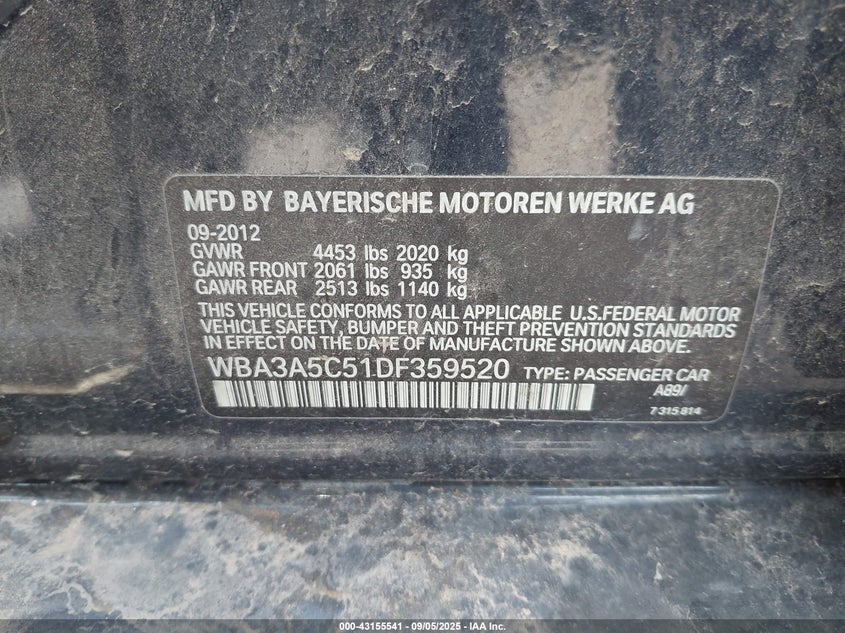 MFD BY BAYERISCHE MOTOREN WERKE AG
09-2012
GVWR 4453 lbs 2020 kg
GAWR FRONT 2061 lbs 935 kg
GAWR REAR 2513 lbs 1140 kg
THIS VEHICLE CONFORMS TO ALL APPLICABLE U.S.FEDERAL MOTOR
VEHICLE SAFETY, BUMPER AND THEFT PREVENTION STANDARDS
IN EFFECT ON THE DATE OF MANUFACTURE SHOWN ABOVE.
WBA3A5C51DF359520 TYPE: PASSENGER CAR
A89/
7 315 814
000-43155541 - 09/05/2025 - IAA Inc.